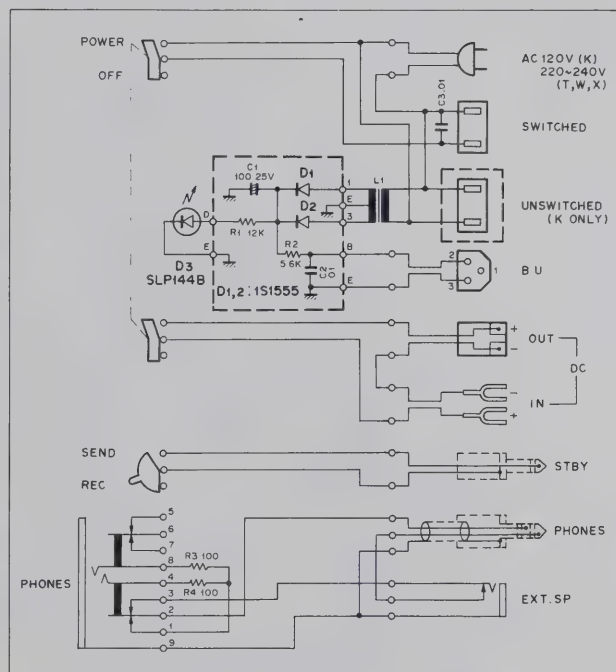 POWER
OFF
AC 120V (K)
220~240V
(T,W,X)
C3 .01
SWITCHED
C1
100 25V
D1
1
L1
E
D2
3
UNSWITCHED
(K ONLY)
D
R1 12K
R2
5.6K
B
2
1
B U
E
C2
.01
D3
SLP144B
D1,2:1S1555
E
3
+
OUT
-
DC
-
IN
+
SEND
REC
STBY
5
6
7
8
R3 100
PHONES
PHONES
4
R4 100
3
2
EXT. SP
1
9